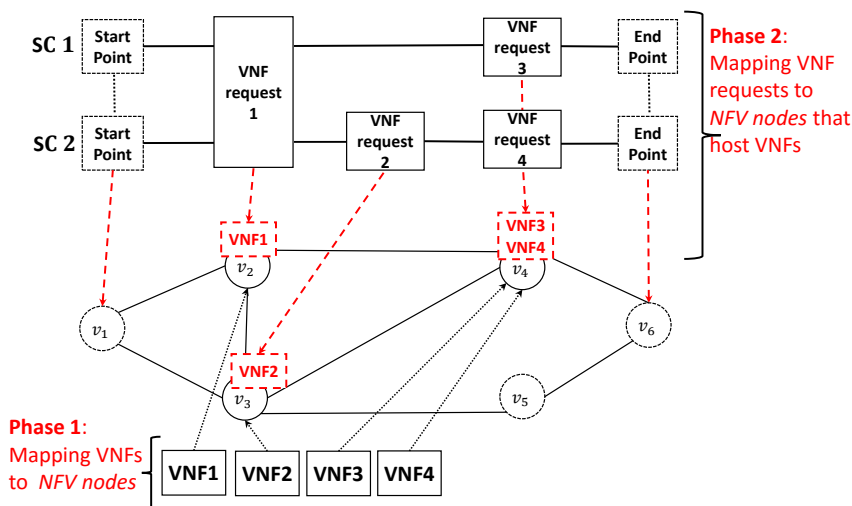 SC 1
Start
Point
VNF
request
1
VNF
request
3
End
Point
SC 2
Start
Point
VNF
request
2
VNF
request
4
End
Point
Phase 2:
Mapping VNF
requests to
NFV nodes that
host VNFs
VNF1
VNF3
VNF4
v2
v4
v1
v6
VNF2
v3
v5
Phase 1:
Mapping VNFs
to NFV nodes
VNF1
VNF2
VNF3
VNF4